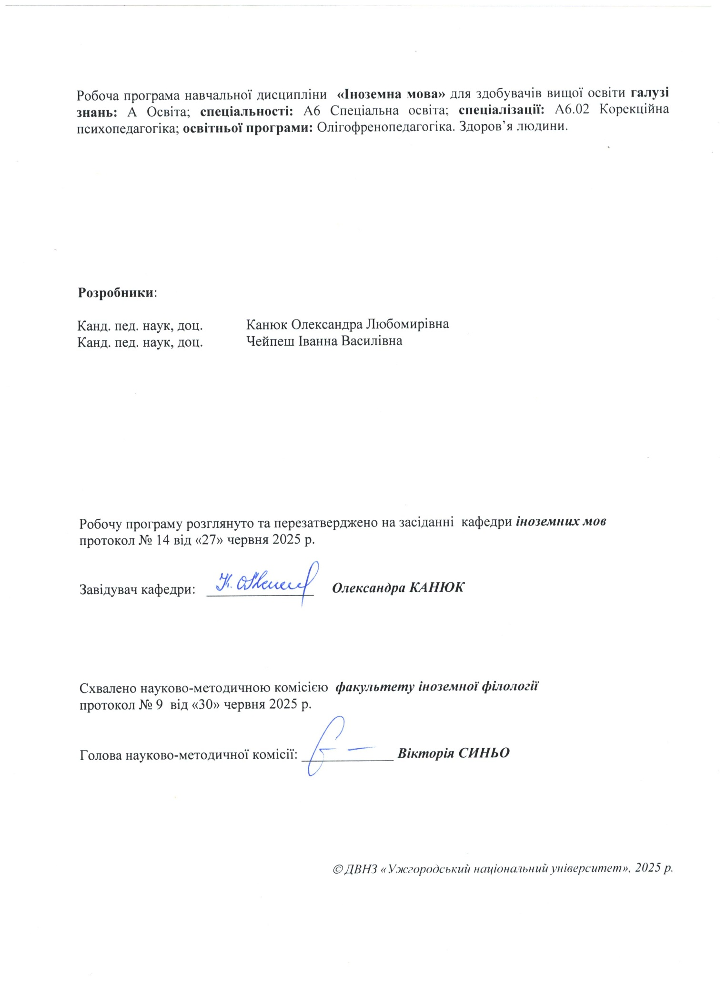 Робоча програма навчальної дисципліни «Іноземна мова» для здобувачів вищої освіти галузі
знань: А Освіта; спеціальності: А6 Спеціальна освіта; спеціалізації: А6.02 Корекційна
психопедагогіка; освітньої програми: Олігофренопедагогіка. Здоров’я людини.
Розробники:
Канд. пед. наук, доц. Канюк Олександра Любомирівна
Канд. пед. наук, доц. Чейпеш Іванна Василівна
Робочу програму розглянуто та перезатверджено на засіданні кафедри іноземних мов
протокол № 14 від «27» червня 2025 р.
Завідувач кафедри: Олександра КАНЮК
Схвалено науково-методичною комісією факультету іноземної філології
протокол № 9 від «30» червня 2025 р.
Голова науково-методичної комісії: Вікторія СИНЬО
© ДВНЗ «Ужгородський національний університет», 2025 р.